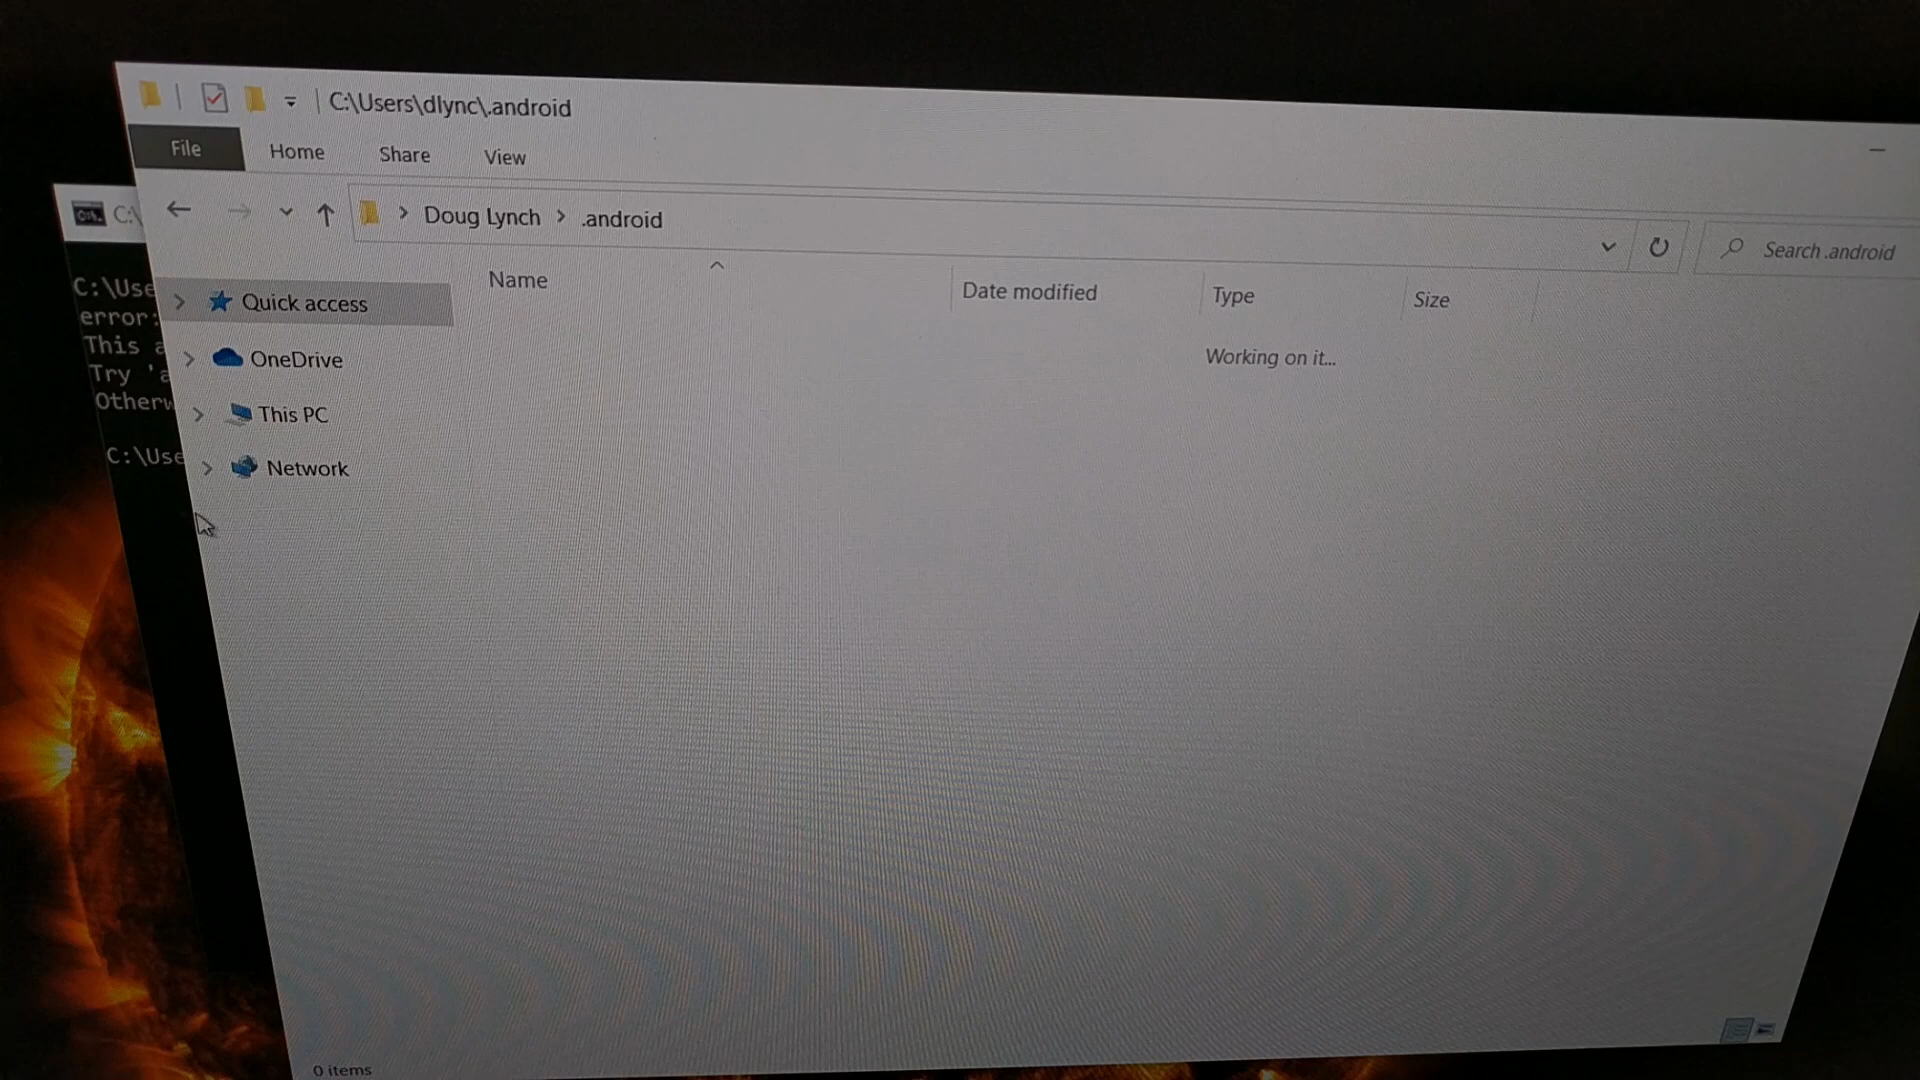 C:\Users\dlync\.android
File Home Share View
Doug Lynch > .android
Search .android
Name Date modified Type Size
Working on it...
Quick access
OneDrive
This PC
Network
0 items
C:\
C:\Use
error:
This a
Try 'a
Otherw
C:\Use